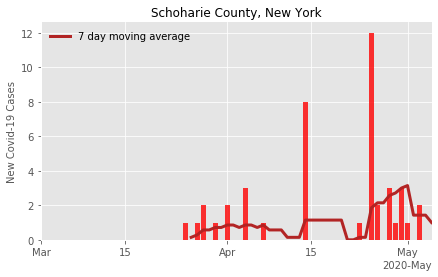 Schoharie County, New York
7 day moving average
New Covid-19 Cases
12
10
8
6
4
2
0
Mar
15
Apr
15
May
2020-May